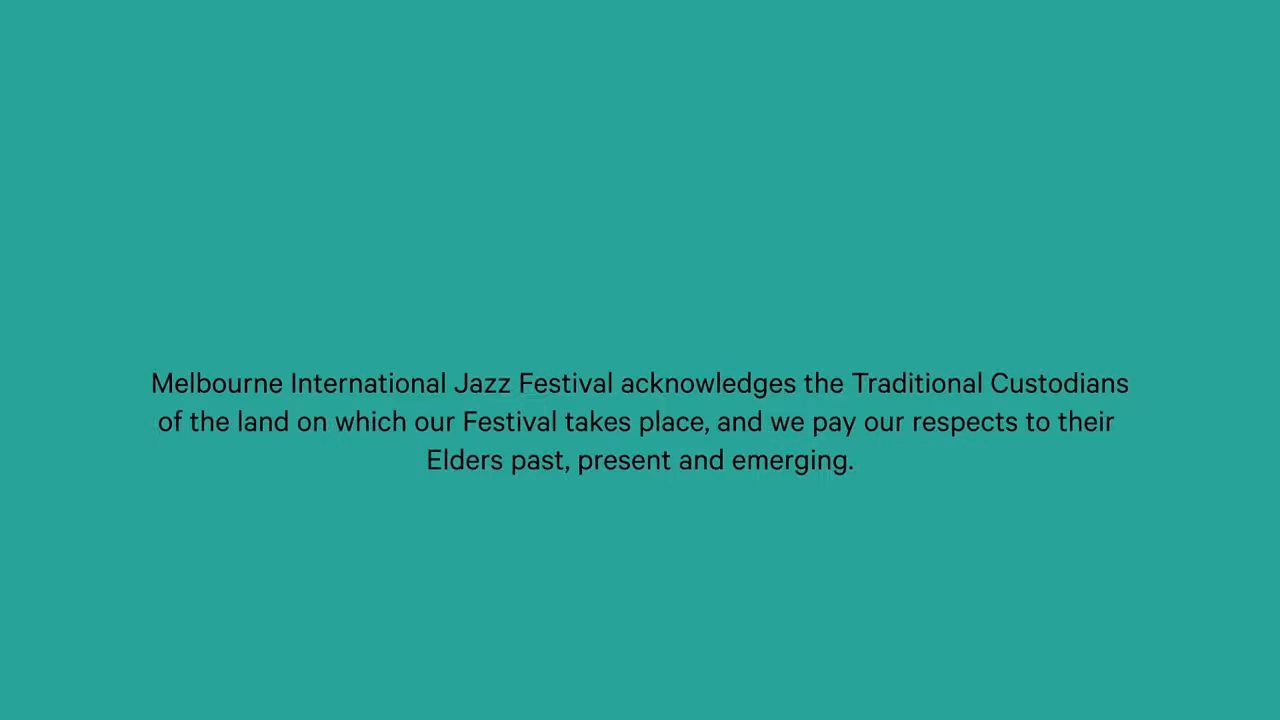 Melbourne International Jazz Festival acknowledges the Traditional Custodians
of the land on which our Festival takes place, and we pay our respects to their
Elders past, present and emerging.